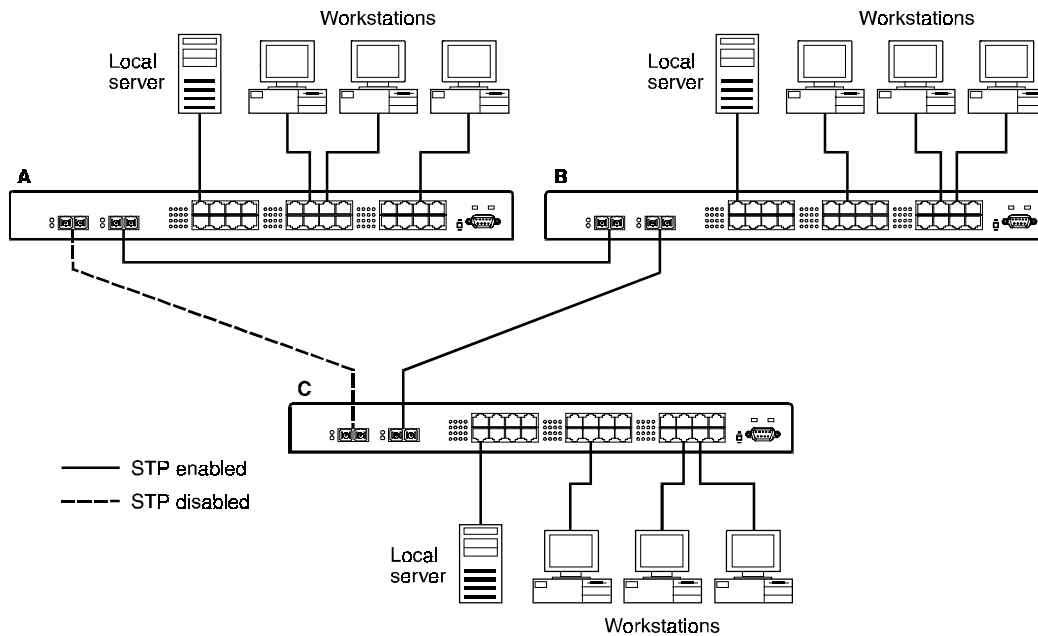 Workstations
Workstations
Local
server
Local
server
A
B
C
STP enabled
STP disabled
Local
server
Workstations